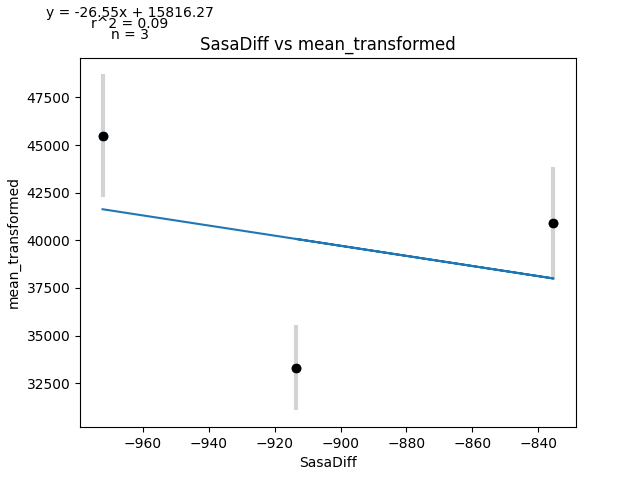 y = -26.55x + 15816.27
r^2 = 0.09
n = 3
SasaDiff vs mean_transformed
47500
45000
42500
40000
37500
35000
32500
mean_transformed
−960
−940
−920
−900
−880
−860
−840
SasaDiff